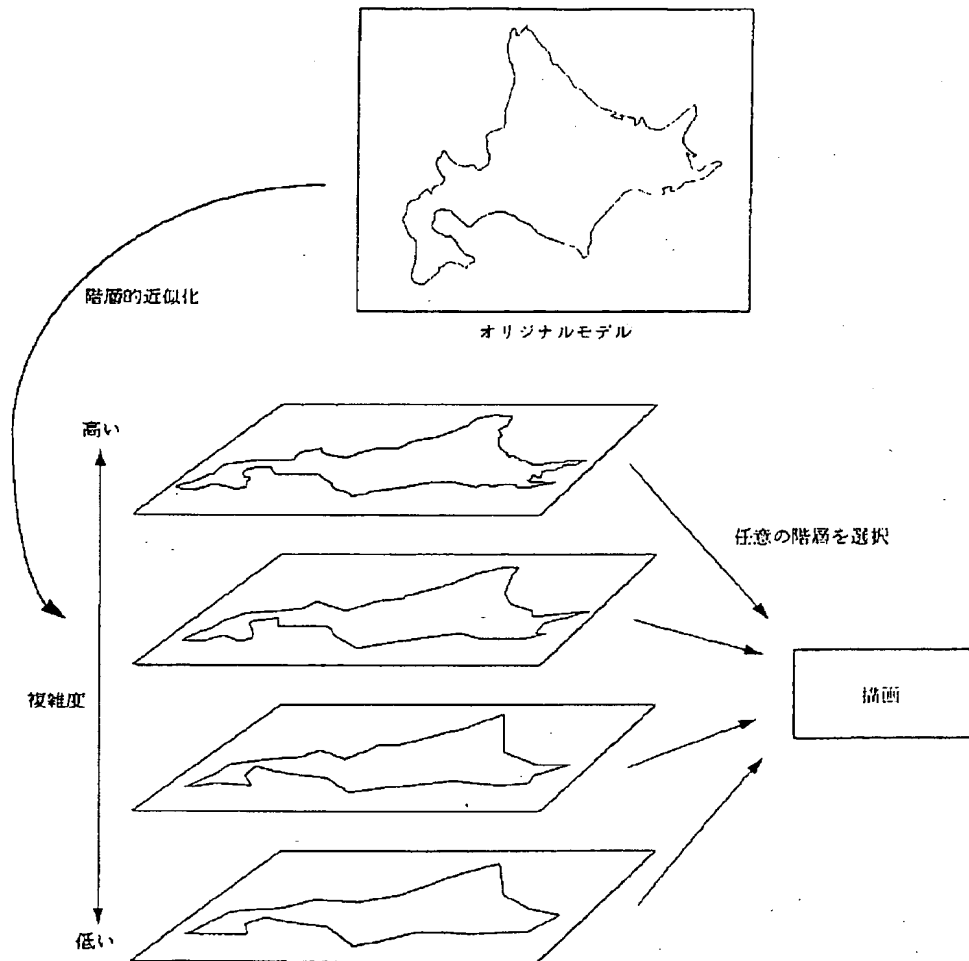 階層的近似化
オリジナルモデル
高い
任意の階層を選択
複雑度
描画
低い